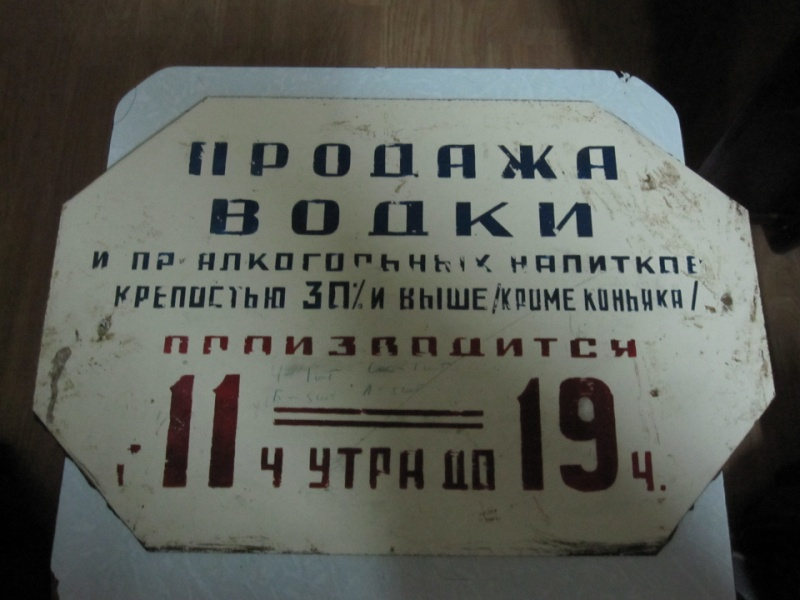 ПРОДАЖА
ВОДКИ
И ПР. АЛКОГОЛЬНЫХ НАПИТКОВ
КРЕПОСТЬЮ 30% И ВЫШЕ /КРОМЕ КОНЬЯКА/
ПРОИЗВОДИТСЯ
С 11 Ч УТРА ДО 19 Ч.